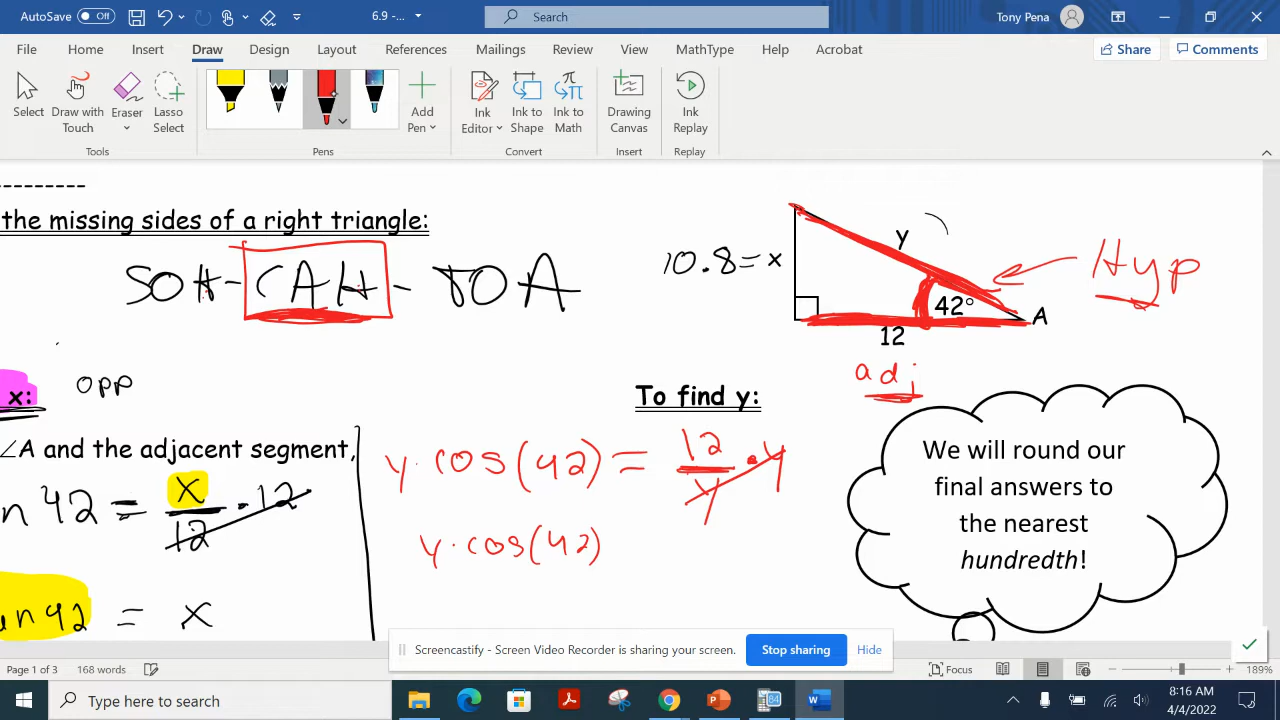 AutoSave Off 6.9 - ... Search Tony Pena
File Home Insert Draw Design Layout References Mailings Review View MathType Help Acrobat Share Comments
Select Draw with Touch Eraser Lasso Select Add Pen Ink Editor Ink to Shape Ink to Math Drawing Canvas Ink Replay
Tools Pens Convert Insert Replay
----------
the missing sides of a right triangle:
SOH-CAH-TOA
y
10.8 = x
42°
A
12
Hyp
adj
x:
opp
∠A and the adjacent segment,
n 42 = x/12 · 12
an 42 = x
To find y:
y · cos(42) = 12/y · y
y · cos(42)
We will round our
final answers to
the nearest
hundredth!
Screencastify - Screen Video Recorder is sharing your screen. Stop sharing Hide
Page 1 of 3 168 words Focus 189%
Type here to search 84 8:16 AM
4/4/2022